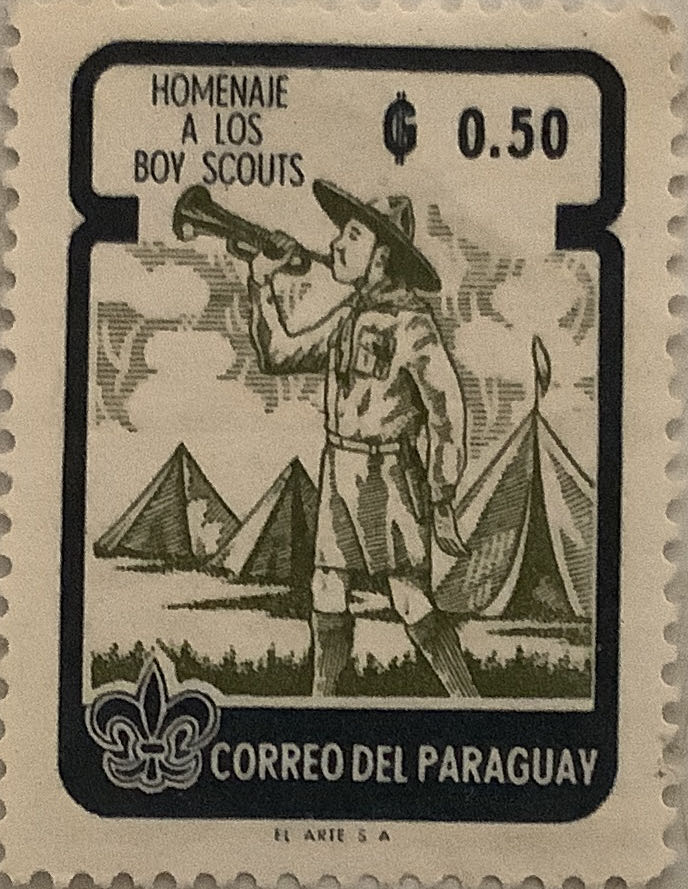 HOMENAJE
A LOS
BOY SCOUTS
₲ 0.50
CORREO DEL PARAGUAY
EL ARTE S A